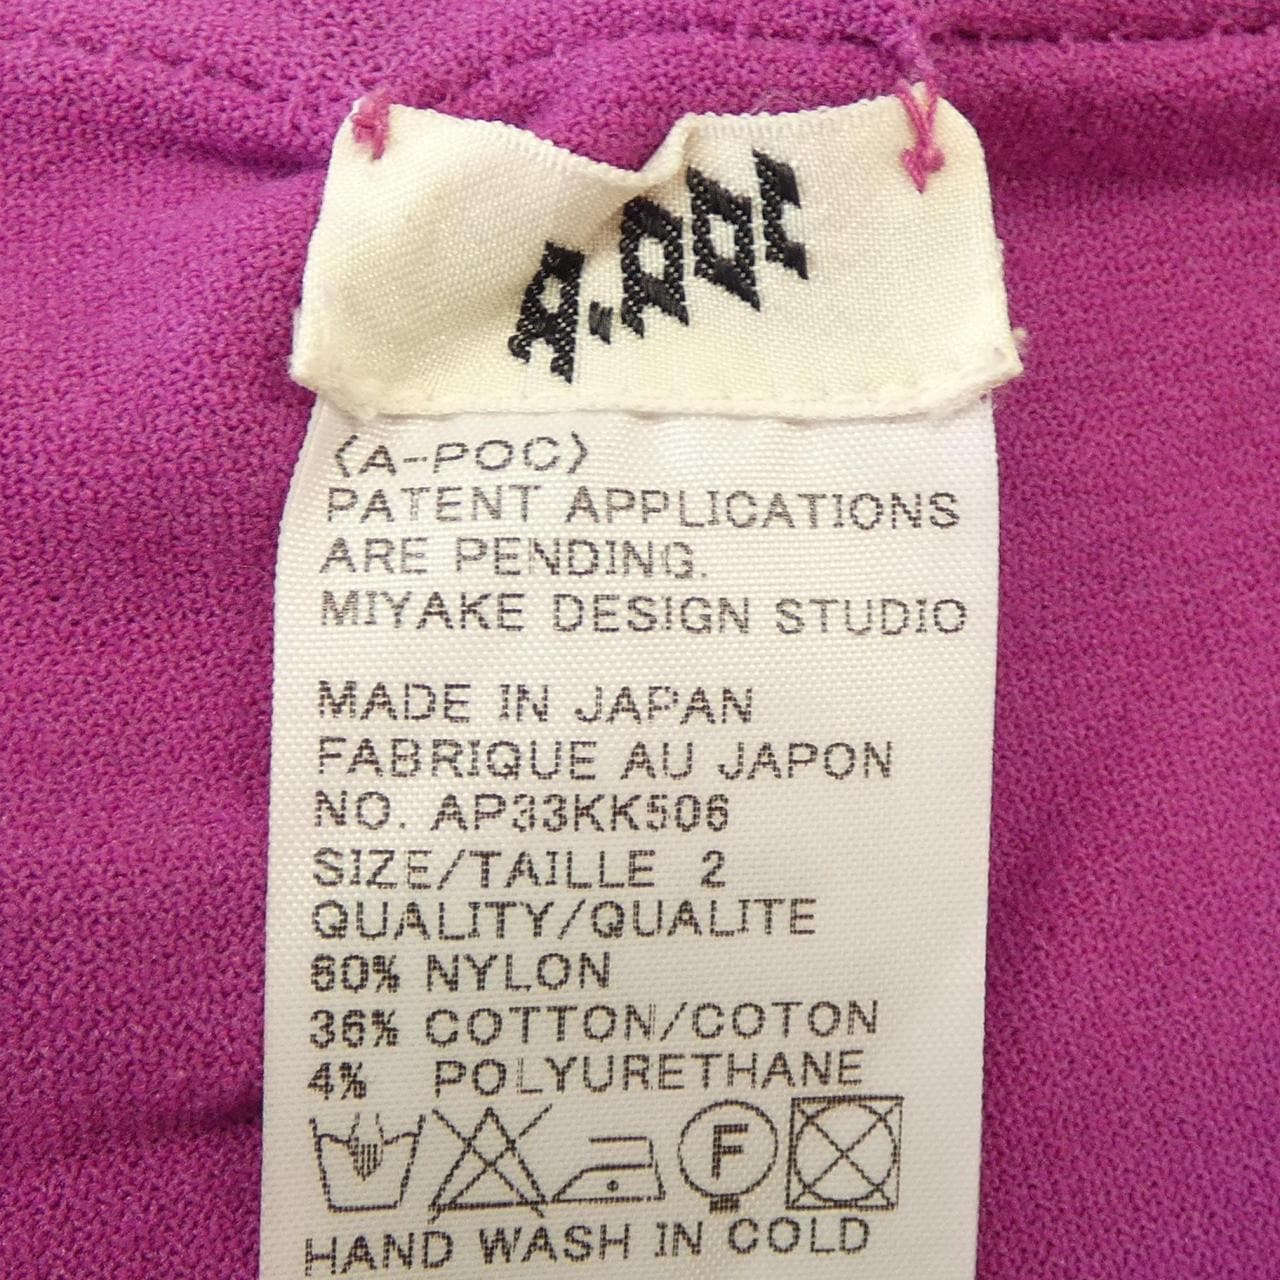 A-POC
<A-POC>
PATENT APPLICATIONS
ARE PENDING.
MIYAKE DESIGN STUDIO
MADE IN JAPAN
FABRIQUE AU JAPON
NO. AP33KK506
SIZE/TAILLE 2
QUALITY/QUALITE
60% NYLON
36% COTTON/COTON
4% POLYURETHANE
F
HAND WASH IN COLD